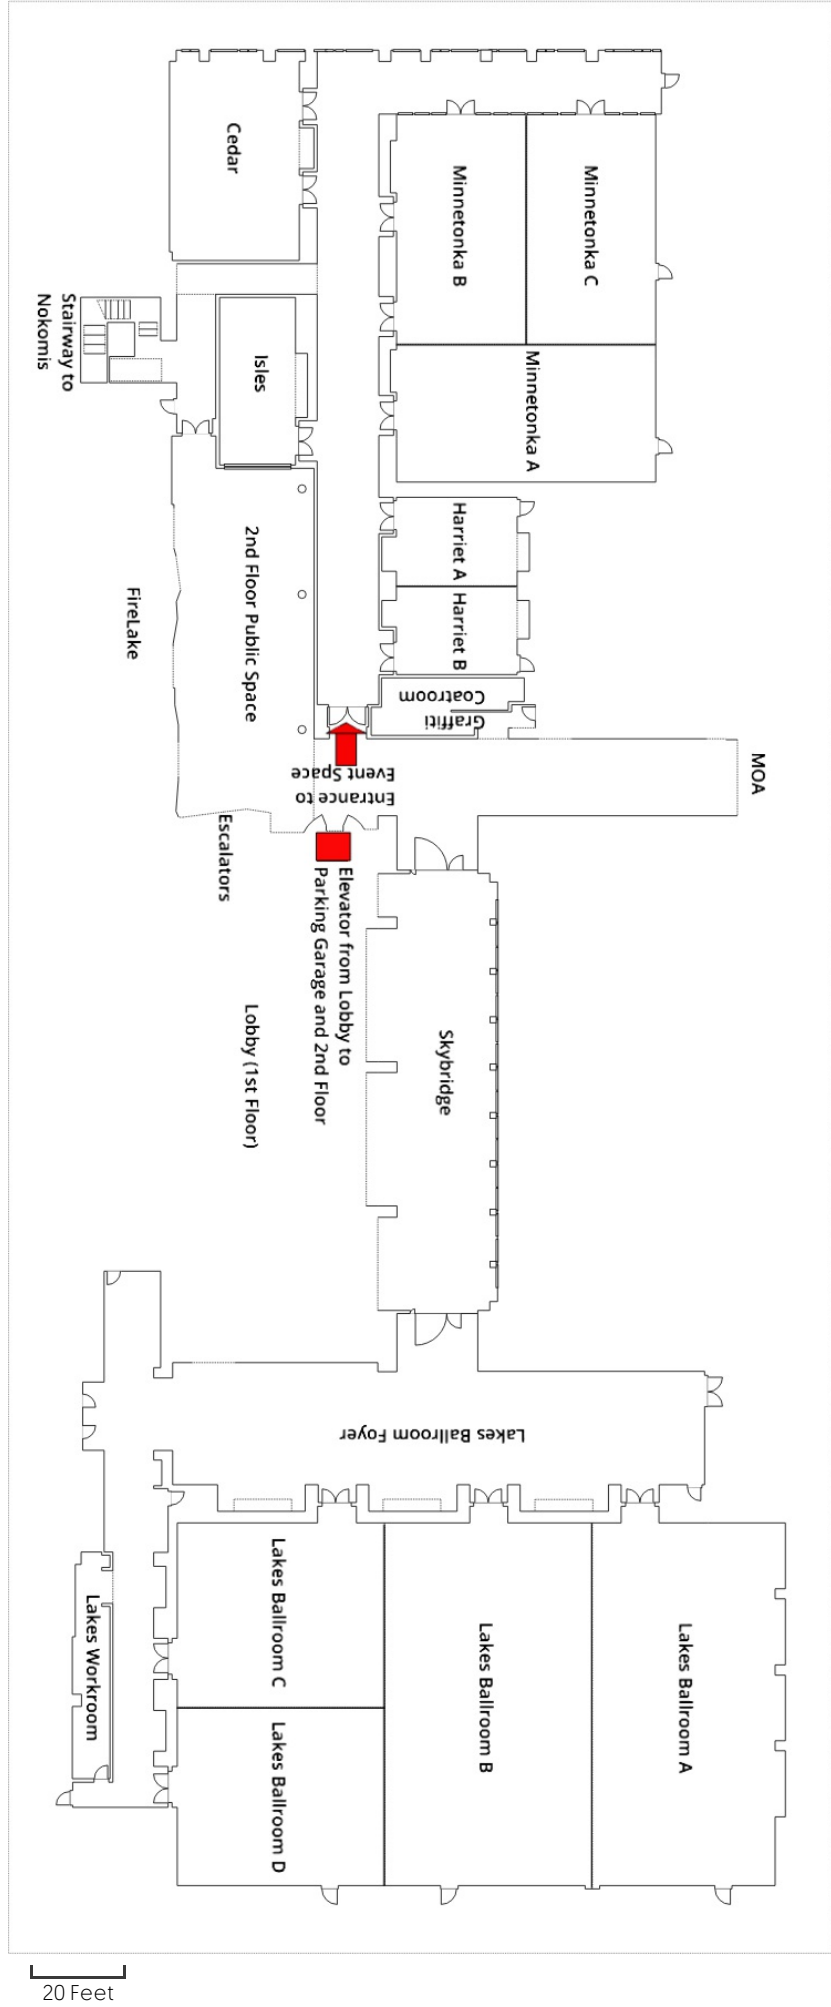 Cedar
Minnetonka B
Minnetonka C
Minnetonka A
Stairway to
Nokomis
Isles
Harriet A
Harriet B
2nd Floor Public Space
FireLake
Coatroom
Graffiti
MOA
Entrance to
Event Space
Escalators
Elevator from Lobby to
Parking Garage and 2nd Floor
Lobby (1st Floor)
Skybridge
Lakes Ballroom Foyer
Lakes Ballroom C
Lakes Ballroom B
Lakes Ballroom A
Lakes Workroom
Lakes Ballroom D
20 Feet